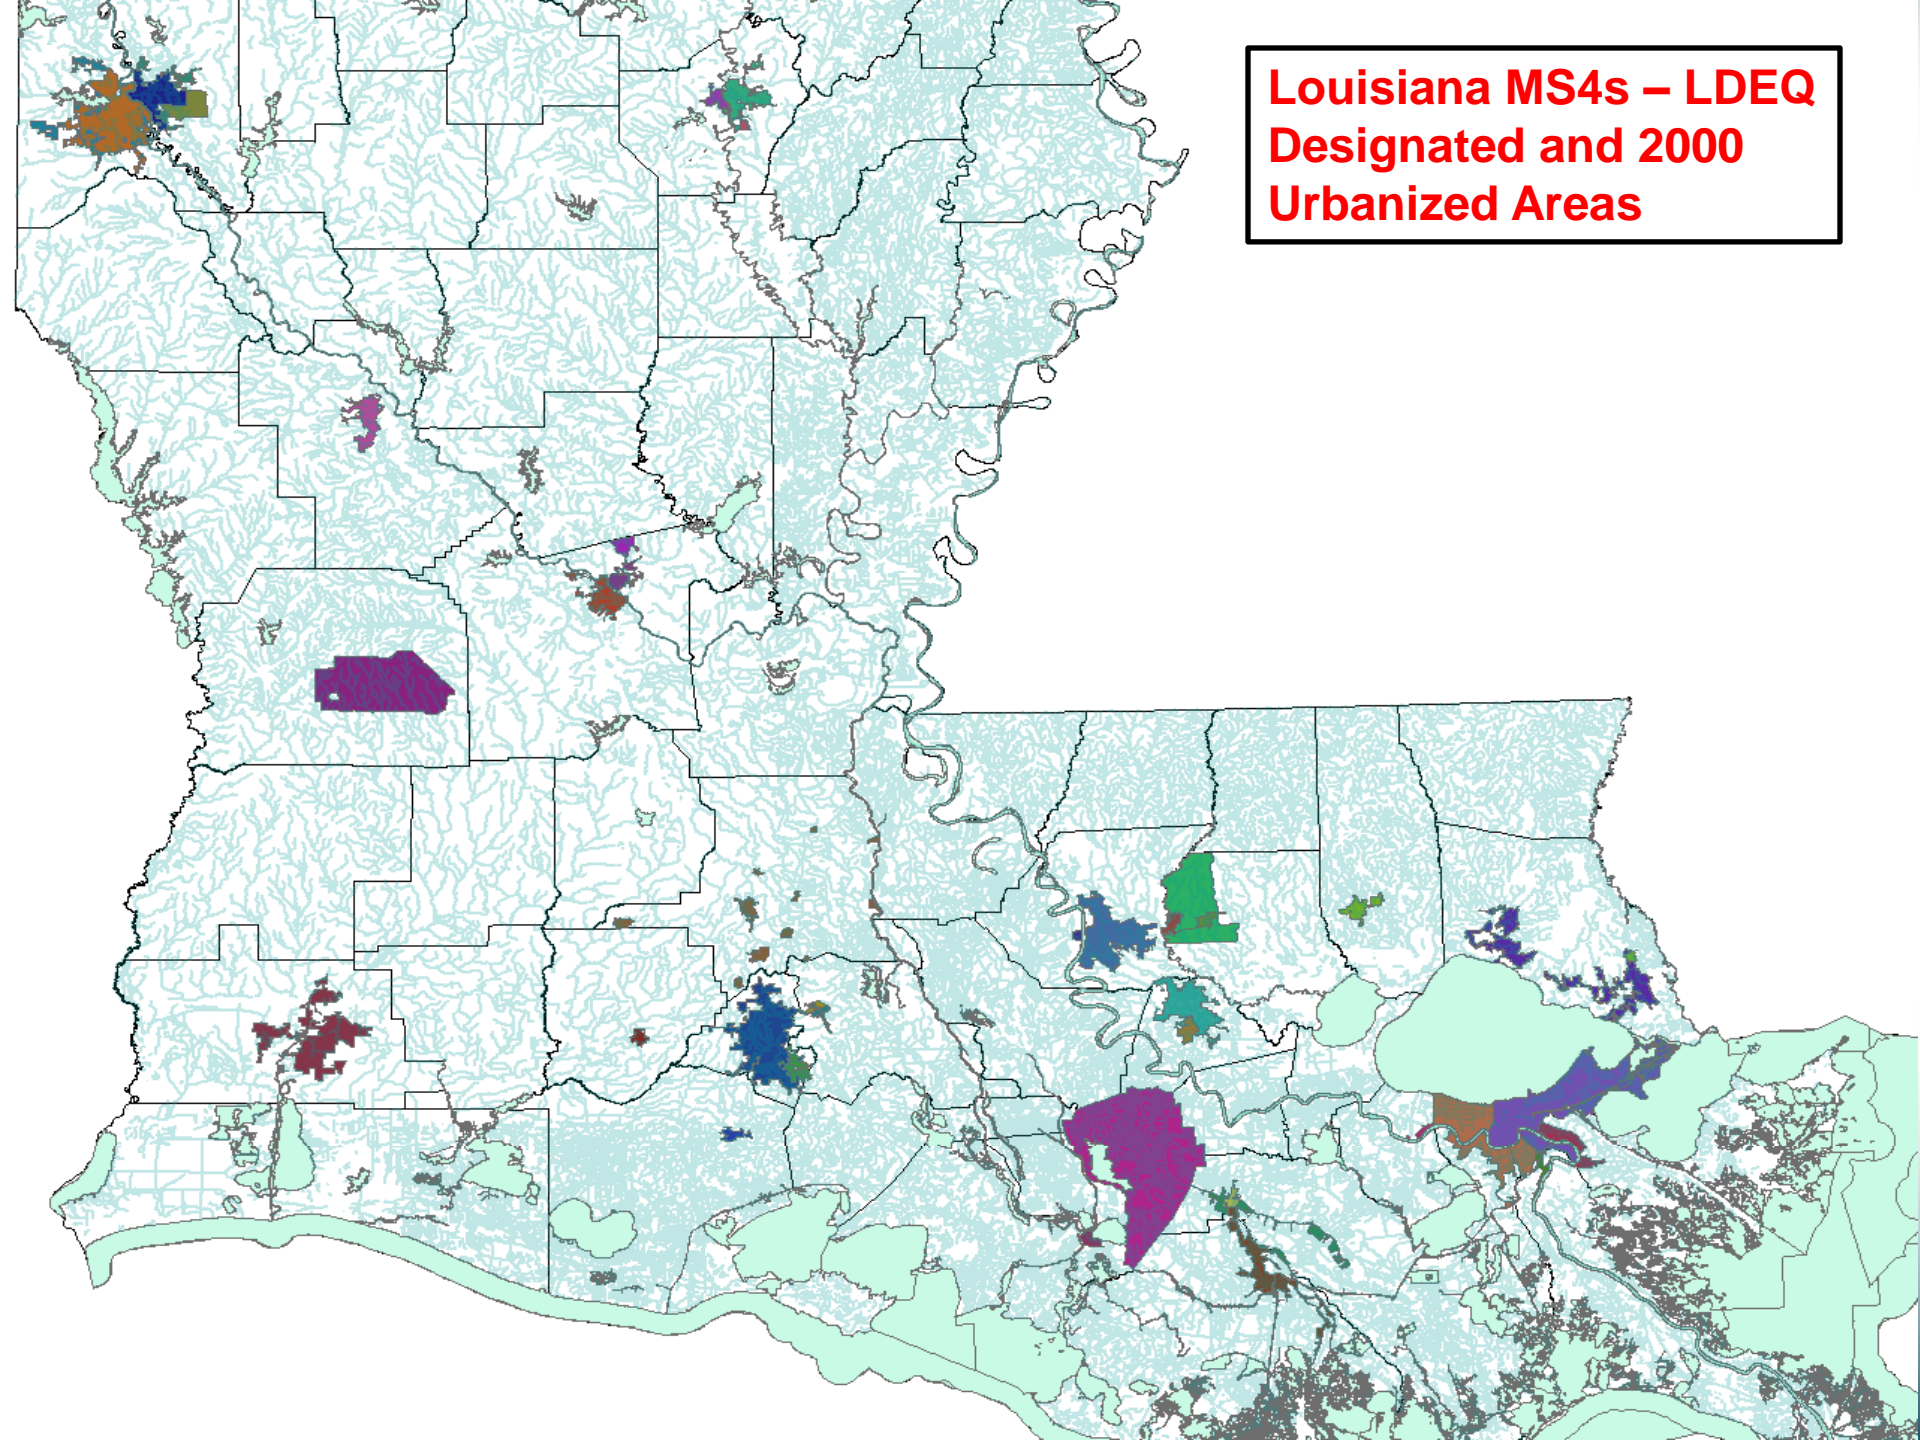 Louisiana MS4s – LDEQ
Designated and 2000
Urbanized Areas